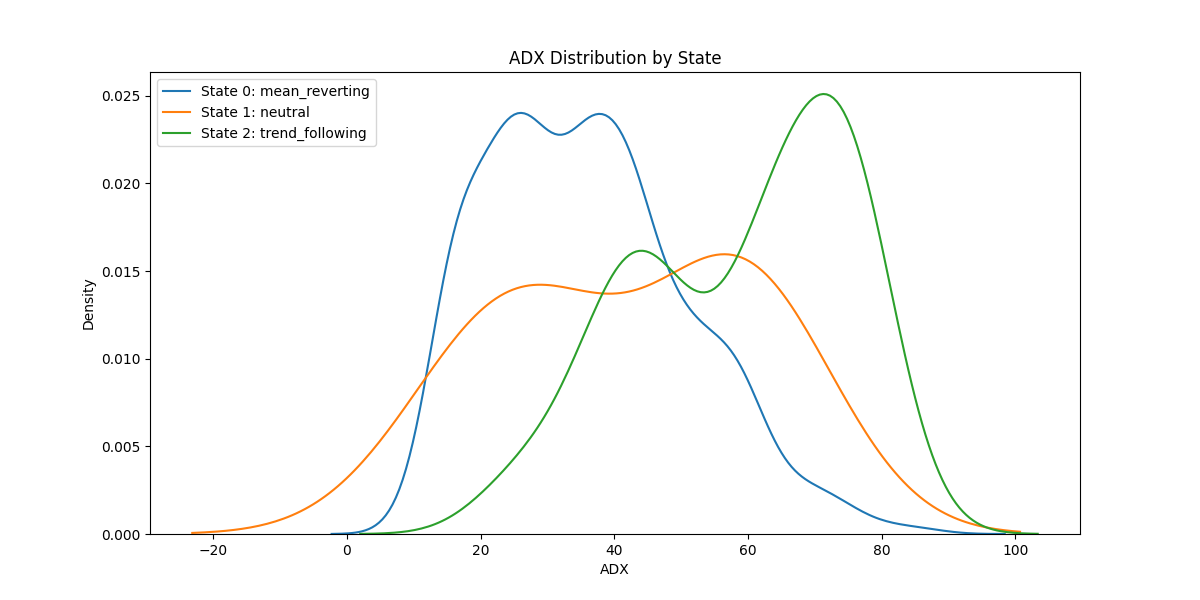 ADX Distribution by State
State 0: mean_reverting
State 1: neutral
State 2: trend_following
Density
0.025
0.020
0.015
0.010
0.005
0.000
−20
0
20
40
60
80
100
ADX